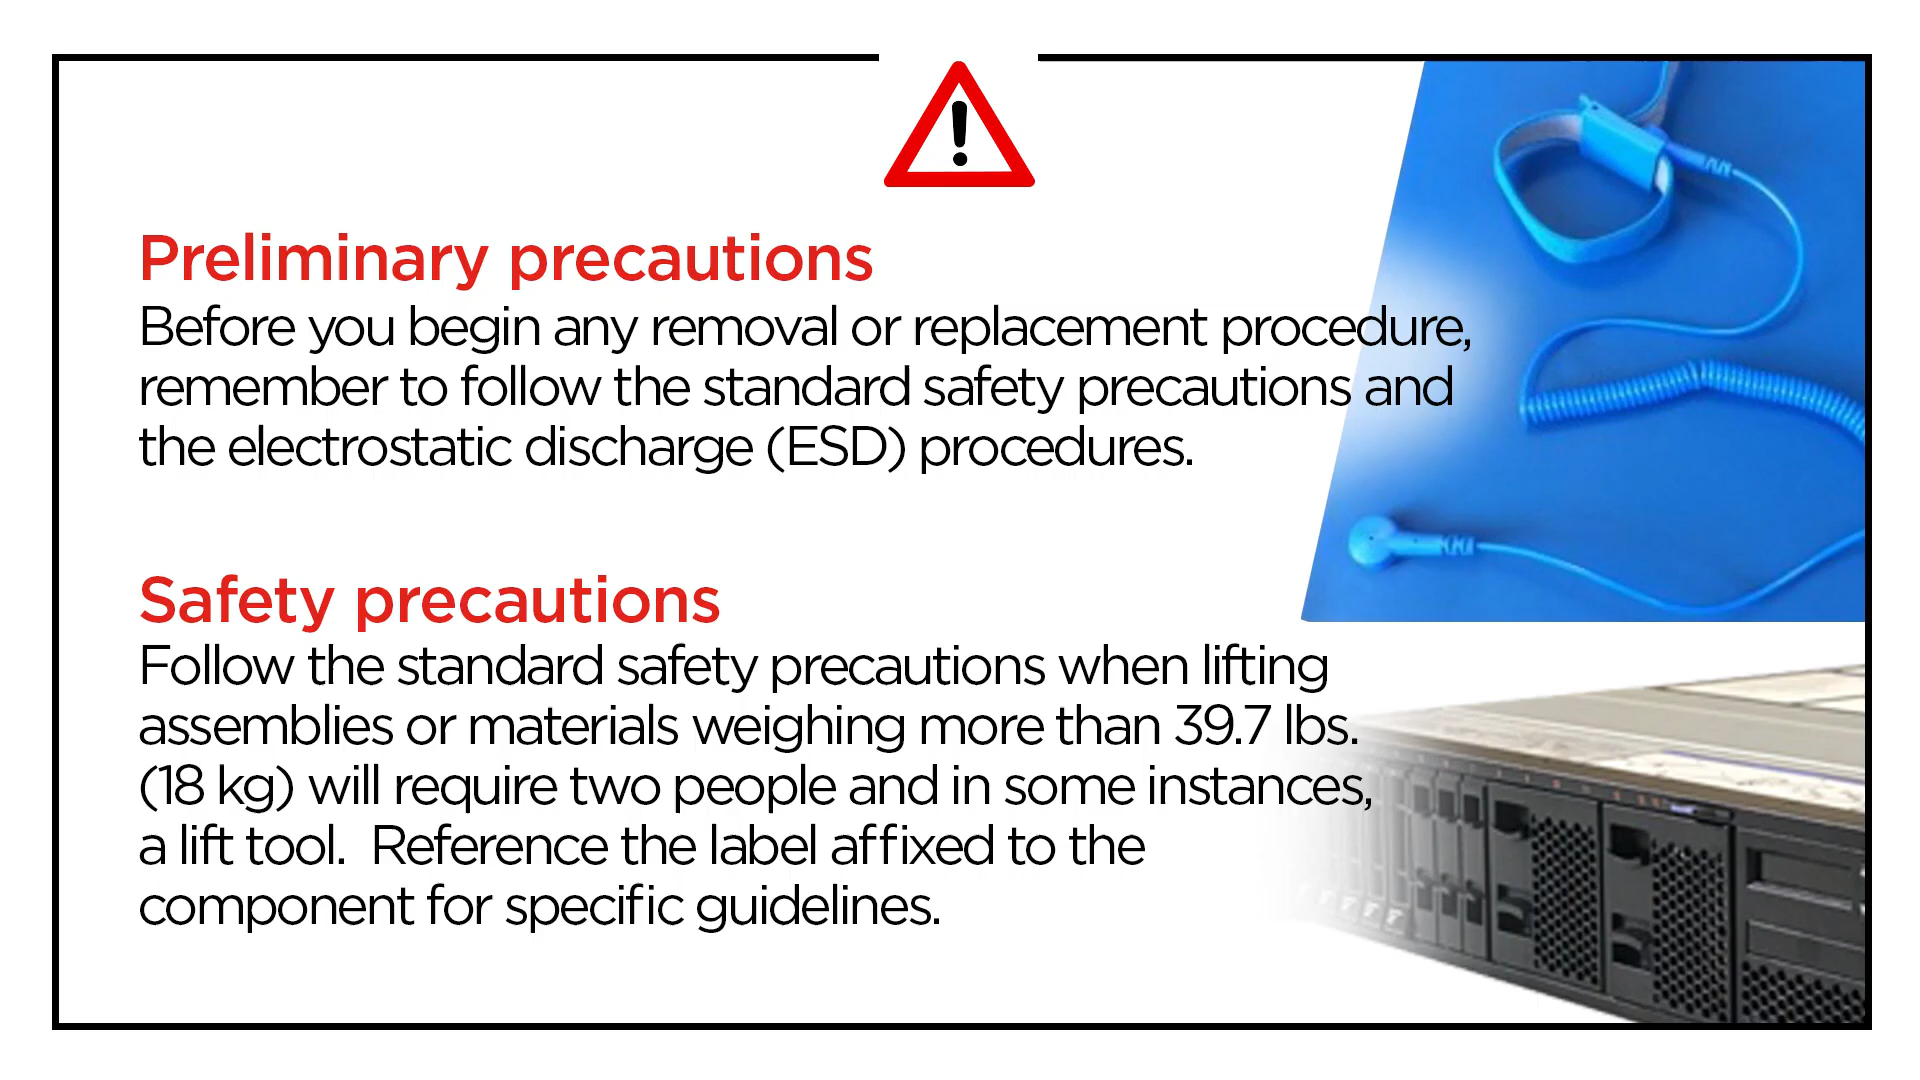 Preliminary precautions
Before you begin any removal or replacement procedure,
remember to follow the standard safety precautions and
the electrostatic discharge (ESD) procedures.
Safety precautions
Follow the standard safety precautions when lifting
assemblies or materials weighing more than 39.7 lbs.
(18 kg) will require two people and in some instances,
a lift tool.  Reference the label affixed to the
component for specific guidelines.